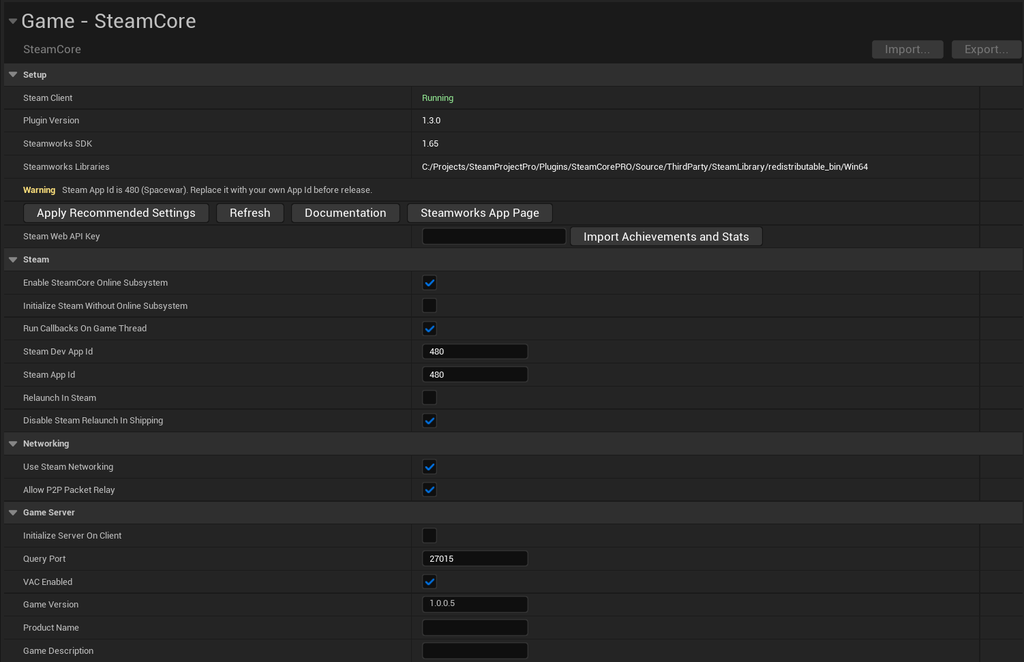 Game - SteamCore
SteamCore Import... Export...
Setup
Steam Client Running
Plugin Version 1.3.0
Steamworks SDK 1.65
Steamworks Libraries C:/Projects/SteamProjectPro/Plugins/SteamCorePRO/Source/ThirdParty/SteamLibrary/redistributable_bin/Win64
Warning Steam App Id is 480 (Spacewar). Replace it with your own App Id before release.
Apply Recommended Settings Refresh Documentation Steamworks App Page
Steam Web API Key Import Achievements and Stats
Steam
Enable SteamCore Online Subsystem
Initialize Steam Without Online Subsystem
Run Callbacks On Game Thread
Steam Dev App Id 480
Steam App Id 480
Relaunch In Steam
Disable Steam Relaunch In Shipping
Networking
Use Steam Networking
Allow P2P Packet Relay
Game Server
Initialize Server On Client
Query Port 27015
VAC Enabled
Game Version 1.0.0.5
Product Name
Game Description